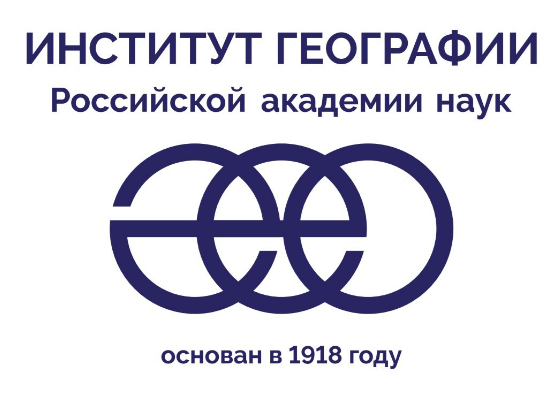 ИНСТИТУТ ГЕОГРАФИИ
Российской академии наук
основан в 1918 году